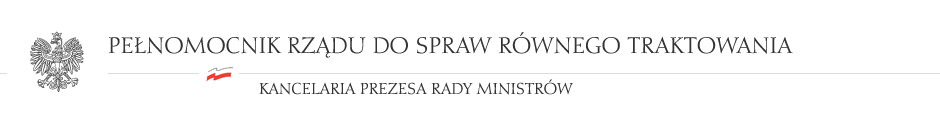 PEŁNOMOCNIK RZĄDU DO SPRAW RÓWNEGO TRAKTOWANIA
KANCELARIA PREZESA RADY MINISTRÓW